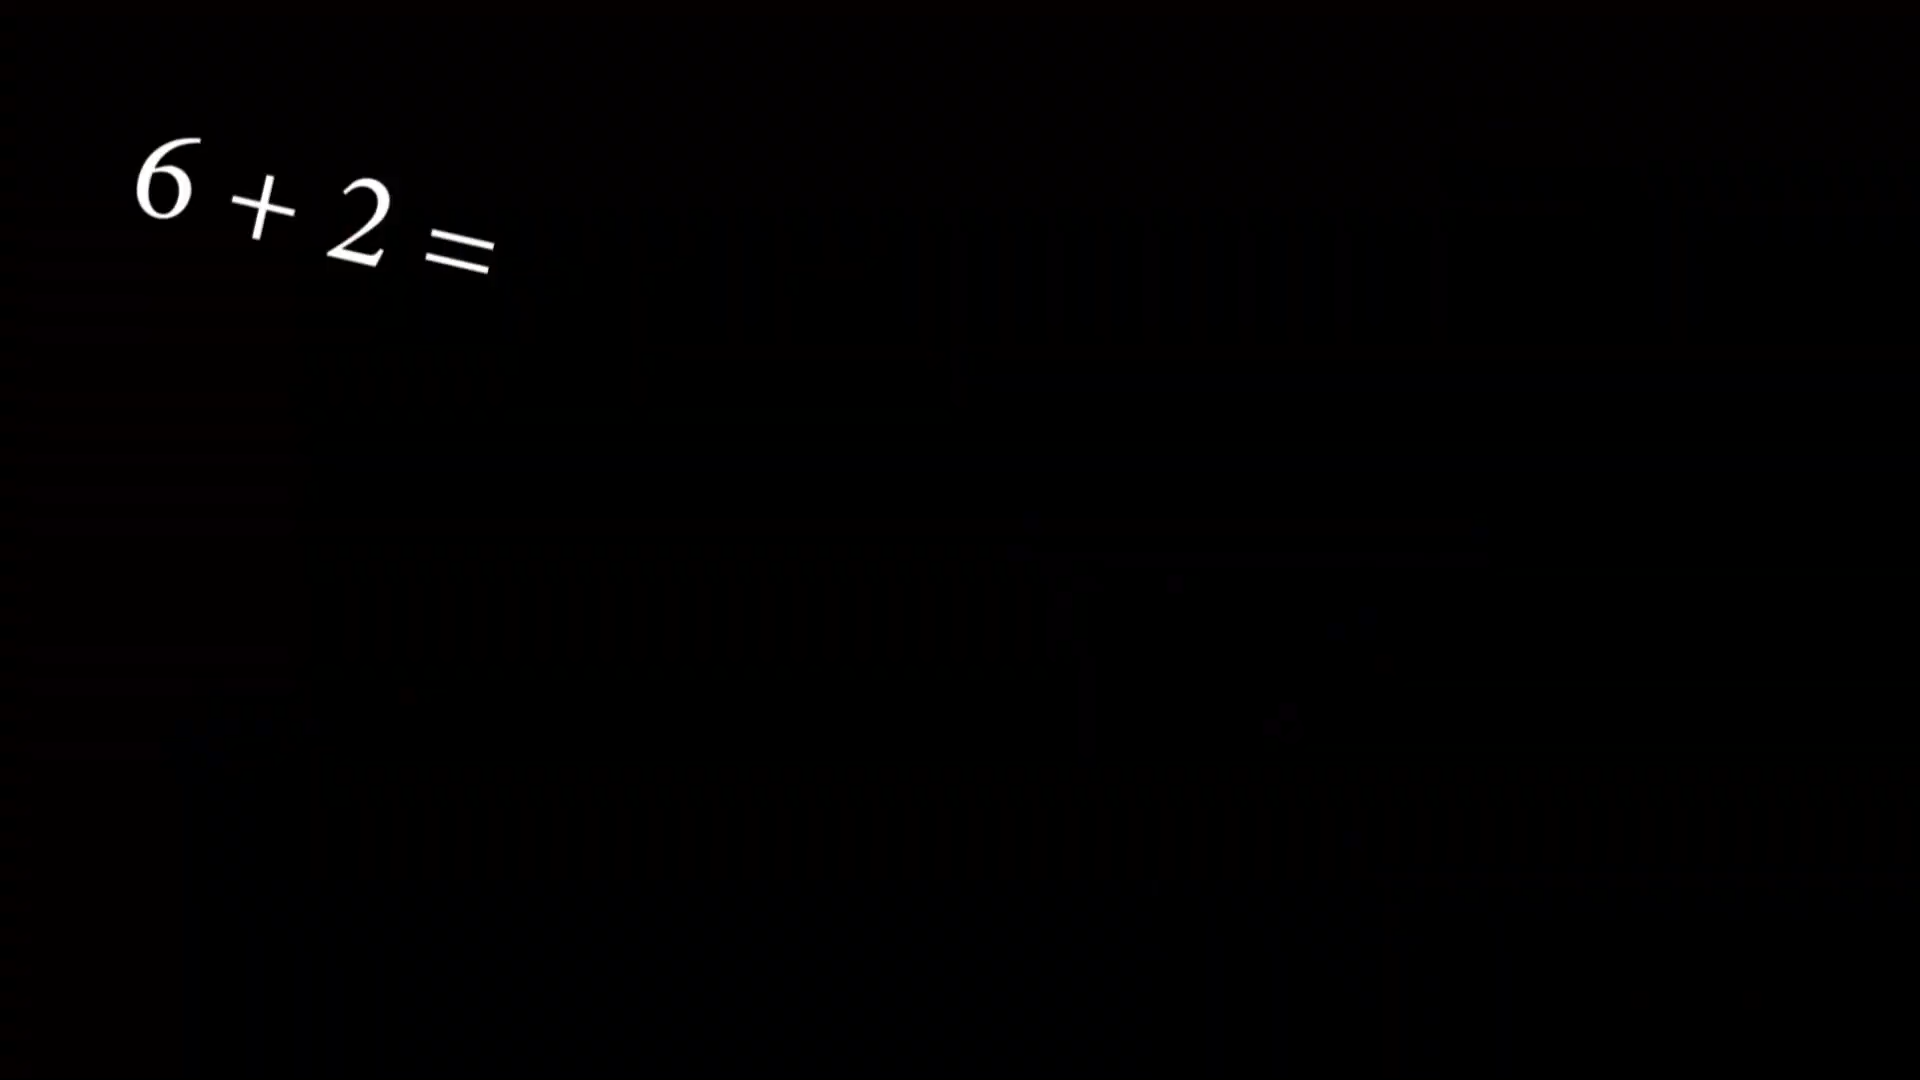 6 + 2 =